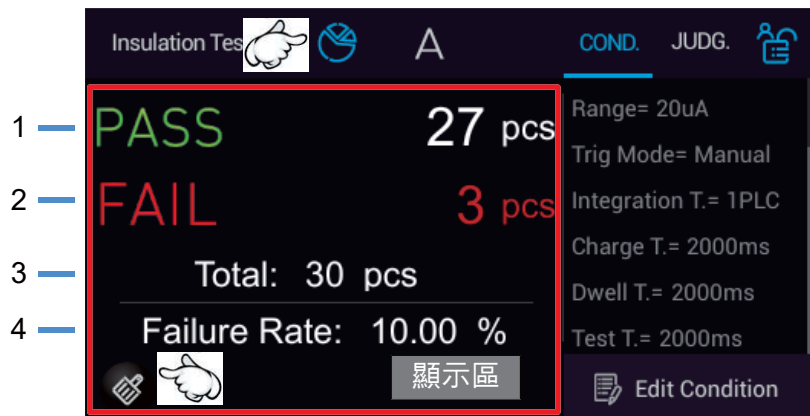 Insulation Tes
A
COND.
JUDG.
1
PASS 27 pcs
2
FAIL 3 pcs
3
Total: 30 pcs
4
Failure Rate: 10.00 %
顯示區
Range= 20uA
Trig Mode= Manual
Integration T.= 1PLC
Charge T.= 2000ms
Dwell T.= 2000ms
Test T.= 2000ms
Edit Condition